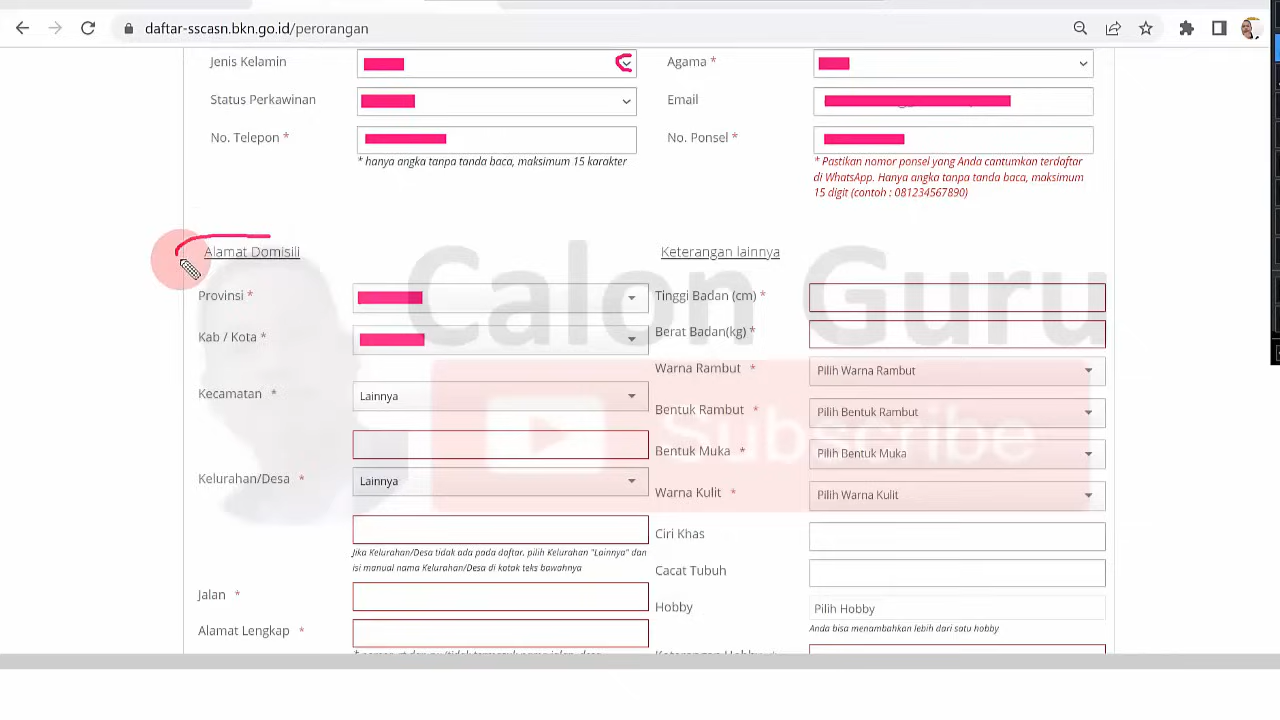 daftar-sscasn.bkn.go.id/perorangan
Jenis Kelamin
Agama *
Status Perkawinan
Email
No. Telepon *
No. Ponsel *
* hanya angka tanpa tanda baca, maksimum 15 karakter
* Pastikan nomor ponsel yang Anda cantumkan terdaftar
di WhatsApp. Hanya angka tanpa tanda baca, maksimum
15 digit (contoh : 081234567890)
Alamat Domisili
Keterangan lainnya
Calon Guru
Subscribe
Provinsi *
Tinggi Badan (cm) *
Kab / Kota *
Berat Badan(kg) *
Kecamatan * Lainnya
Warna Rambut * Pilih Warna Rambut
Bentuk Rambut * Pilih Bentuk Rambut
Kelurahan/Desa * Lainnya
Bentuk Muka * Pilih Bentuk Muka
Warna Kulit * Pilih Warna Kulit
Jika Kelurahan/Desa tidak ada pada daftar, pilih Kelurahan "Lainnya" dan
isi manual nama Kelurahan/Desa di kotak teks bawahnya
Ciri Khas
Cacat Tubuh
Jalan *
Hobby Pilih Hobby
Anda bisa menambahkan lebih dari satu hobby
Alamat Lengkap *
Keterangan Hobby *